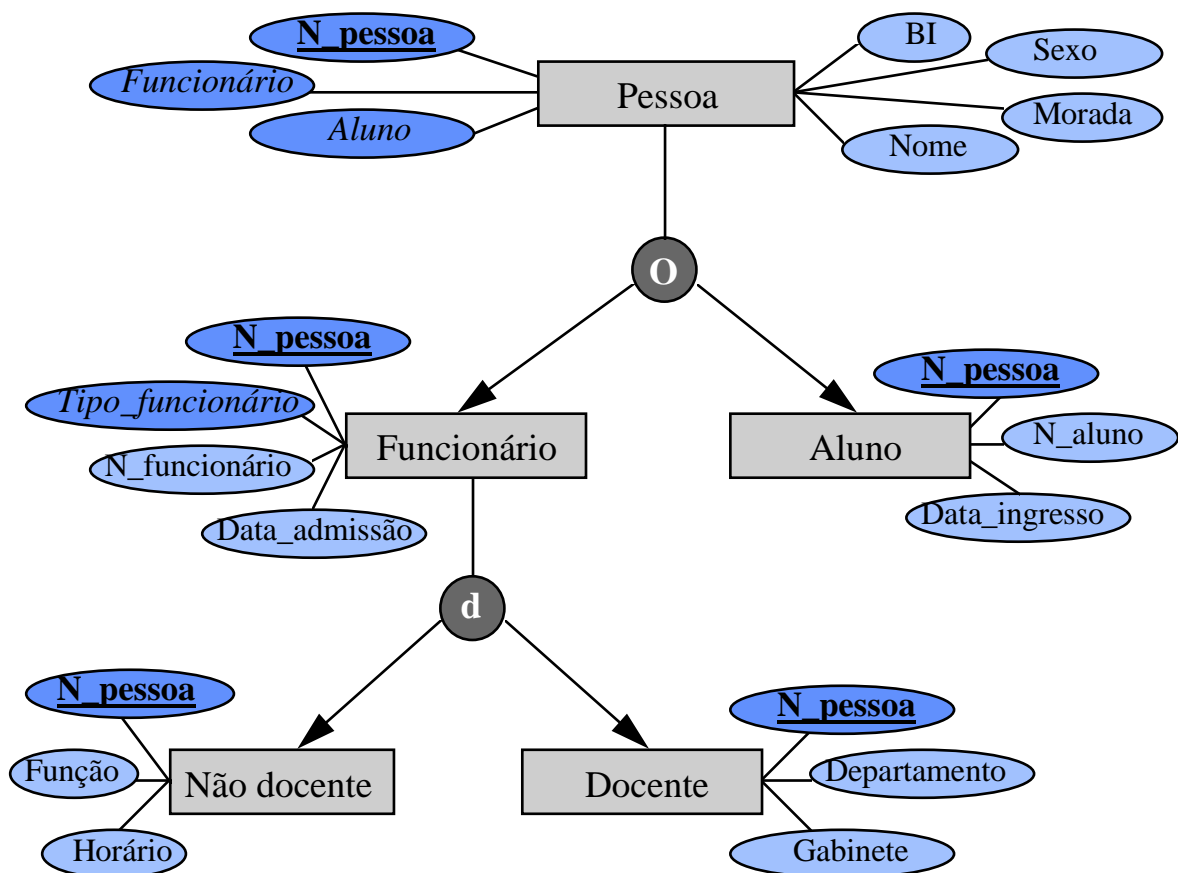 N_pessoa
BI
Sexo
Funcionário
Pessoa
Morada
Aluno
Nome
O
N_pessoa
N_pessoa
Tipo_funcionário
N_aluno
Funcionário
Aluno
N_funcionário
Data_ingresso
Data_admissão
d
N_pessoa
N_pessoa
Função
Departamento
Não docente
Docente
Horário
Gabinete